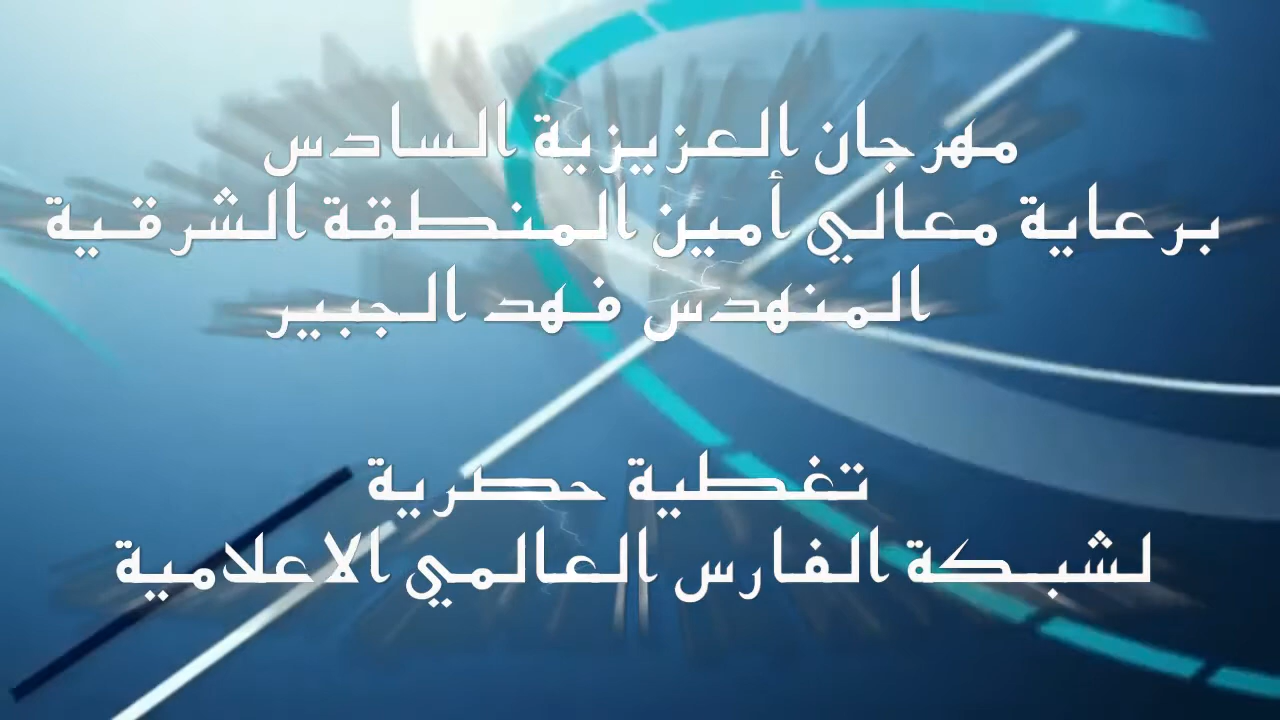 مهرجان العزيزية السادس
برعاية معالي أمين المنطقة الشرقية
المنهدس فهد الجبير
تغطية حصرية
لشبكة الفارس العالمي الاعلامية